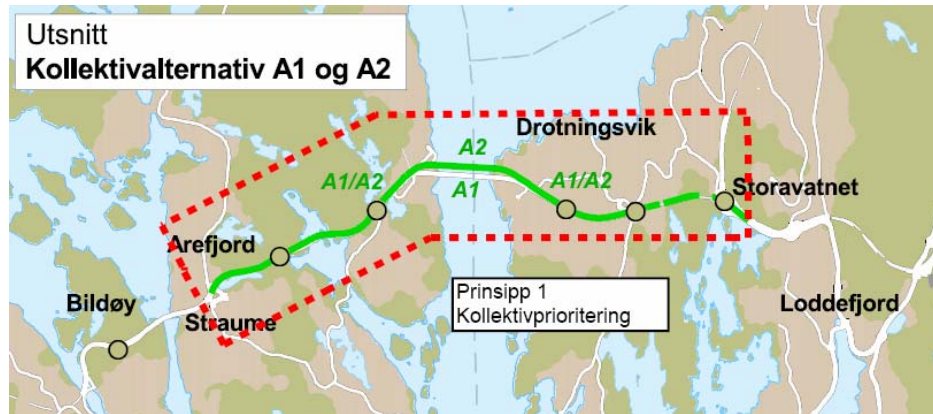 Utsnitt
Kollektivalternativ A1 og A2
Drotningsvik
A2
A1/A2
A1
A1/A2
Storavatnet
Arefjord
Bildøy
Straume
Prinsipp 1
Kollektivprioritering
Loddefjord